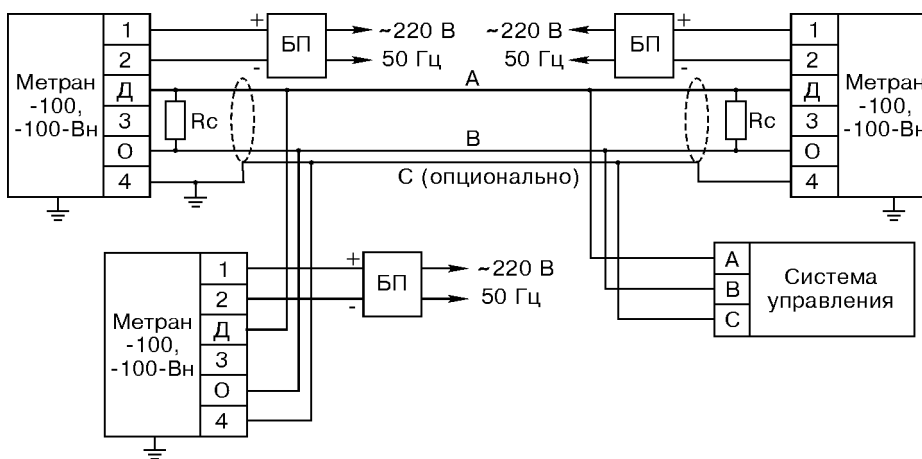 Метран
-100,
-100-Вн
1
2
Д
3
О
4
+
-
БП
~220 В
50 Гц
Rc
А
В
С (опционально)
~220 В
50 Гц
БП
+
-
Rc
1
2
Д
3
О
4
Метран
-100,
-100-Вн
Метран
-100,
-100-Вн
1
2
Д
3
О
4
+
-
БП
~220 В
50 Гц
А
В
С
Система
управления